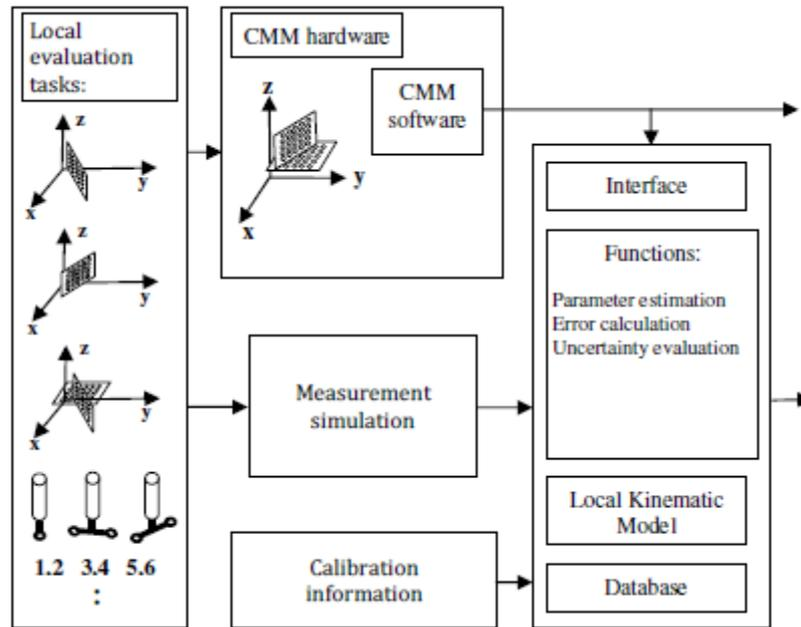 Local
evaluation
tasks:
z
y
x
z
y
x
z
y
x
1.2 3.4 5.6
:
CMM hardware
z
y
x
CMM
software
Measurement
simulation
Calibration
information
Interface
Functions:
Parameter estimation
Error calculation
Uncertainty evaluation
Local Kinematic
Model
Database